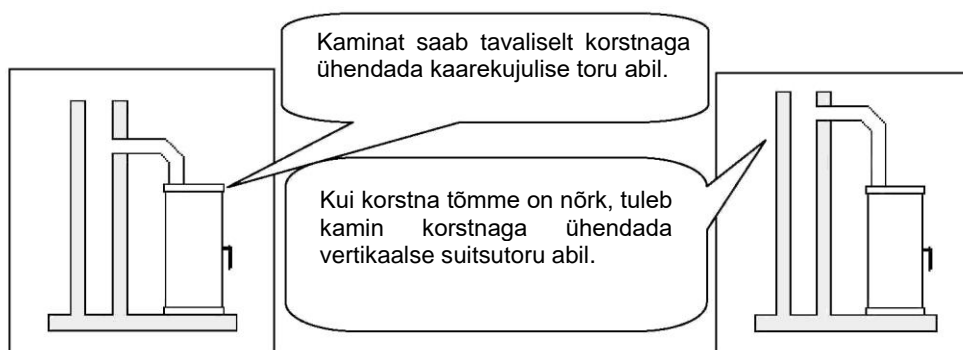 Kaminat saab tavaliselt korstnaga
ühendada kaarekujulise toru abil.
Kui korstna tõmme on nõrk, tuleb
kamin korstnaga ühendada
vertikaalse suitsutoru abil.